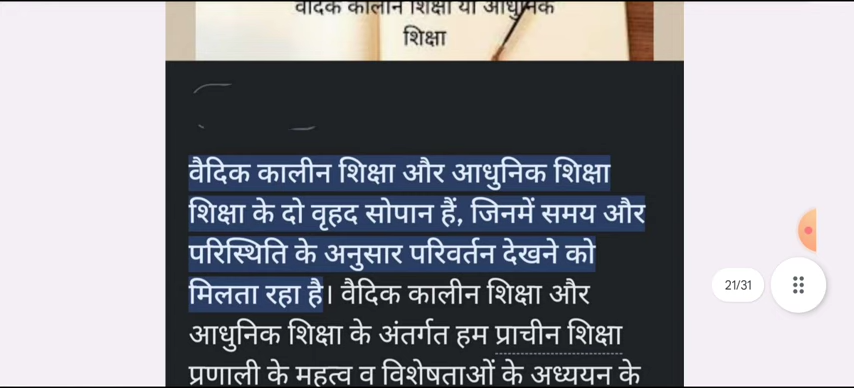 वैदिक कालीन शिक्षा या आधुनिक
शिक्षा
वैदिक कालीन शिक्षा और आधुनिक शिक्षा
शिक्षा के दो वृहद सोपान हैं, जिनमें समय और
परिस्थिति के अनुसार परिवर्तन देखने को
मिलता रहा है। वैदिक कालीन शिक्षा और
आधुनिक शिक्षा के अंतर्गत हम प्राचीन शिक्षा
प्रणाली के महत्व व विशेषताओं के अध्ययन के
21/31